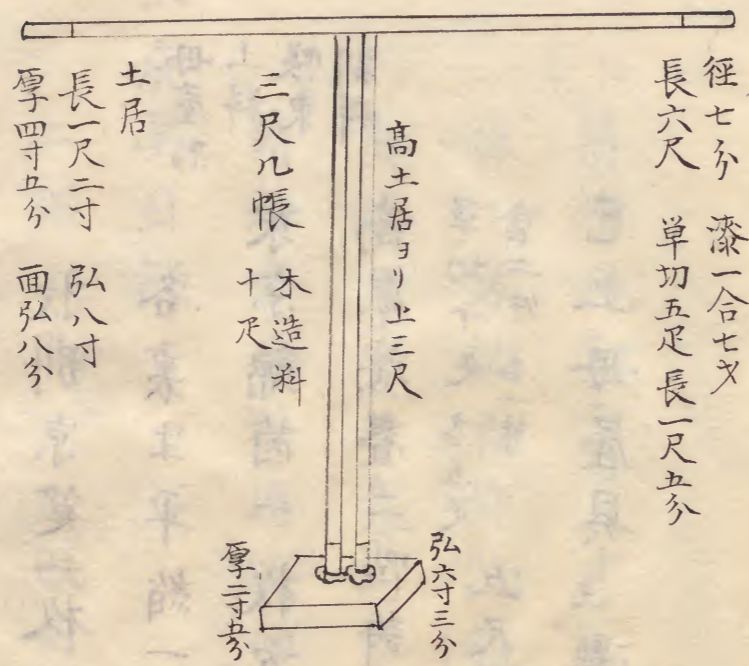 徑七分 漆一合七夕
長六尺 単切五疋 長一尺五分
高土居ヨリ上三尺
三尺几帳 木造料
十疋
土居
長一尺二寸 弘八寸
厚四寸五分 面弘八分
弘六寸三分
厚二寸五分